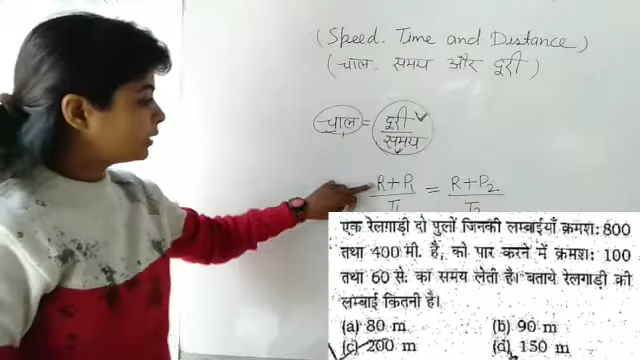 (Speed. Time and Distance)
(चाल. समय और दूरी)
चाल = दूरी / समय
R+P₁ / T₁ = R+P₂ / T₂
एक रेलगाड़ी दो पुलों जिनकी लम्बाईयाँ क्रमश: 800
तथा 400 मी. है, को पार करने में क्रमश: 100
तथा 60 से. का समय लेती है। बताये रेलगाड़ी की
लम्बाई कितनी है।
(a) 80 m (b) 90 m
(c) 200 m (d) 150 m